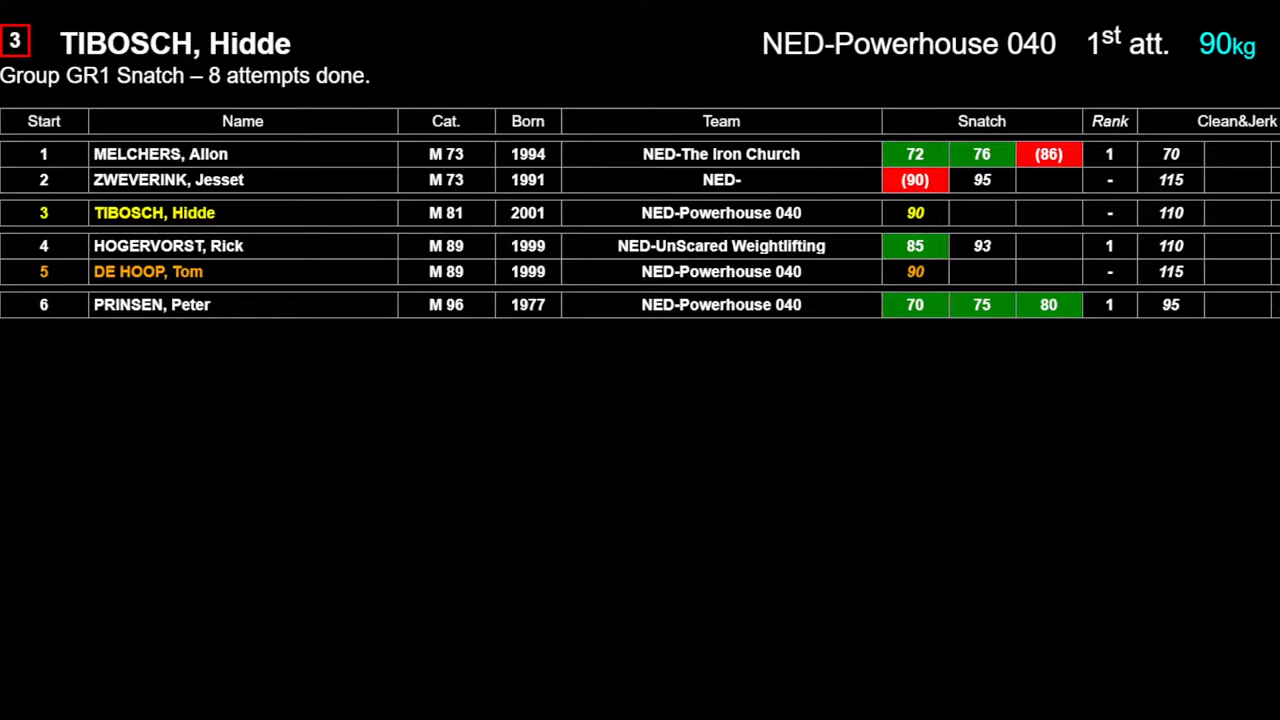 3 TIBOSCH, Hidde NED-Powerhouse 040 1st att. 90kg
Group GR1 Snatch – 8 attempts done.
Start Name Cat. Born Team Snatch Rank Clean&Jerk
1 MELCHERS, Allon M 73 1994 NED-The Iron Church 72 76 (86) 1 70
2 ZWEVERINK, Jesset M 73 1991 NED- (90) 95 - 115
3 TIBOSCH, Hidde M 81 2001 NED-Powerhouse 040 90 - 110
4 HOGERVORST, Rick M 89 1999 NED-UnScared Weightlifting 85 93 1 110
5 DE HOOP, Tom M 89 1999 NED-Powerhouse 040 90 - 115
6 PRINSEN, Peter M 96 1977 NED-Powerhouse 040 70 75 80 1 95